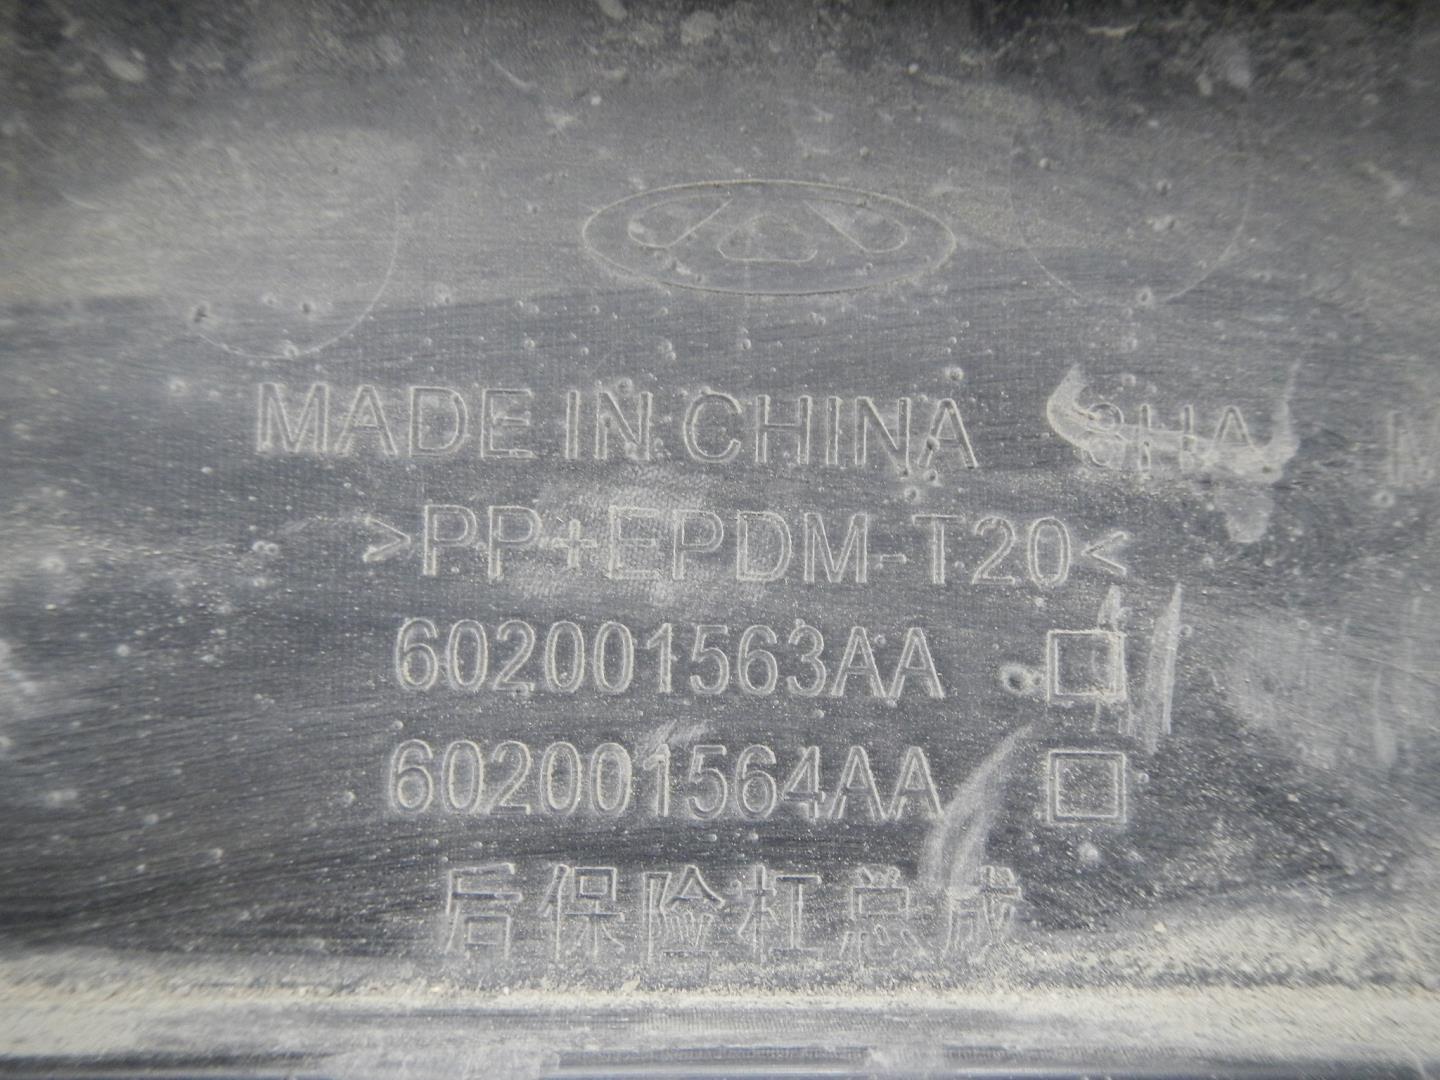 MADE IN CHINA
>PP+EPDM-T20<
602001563AA □
602001564AA □
后保险杠总成